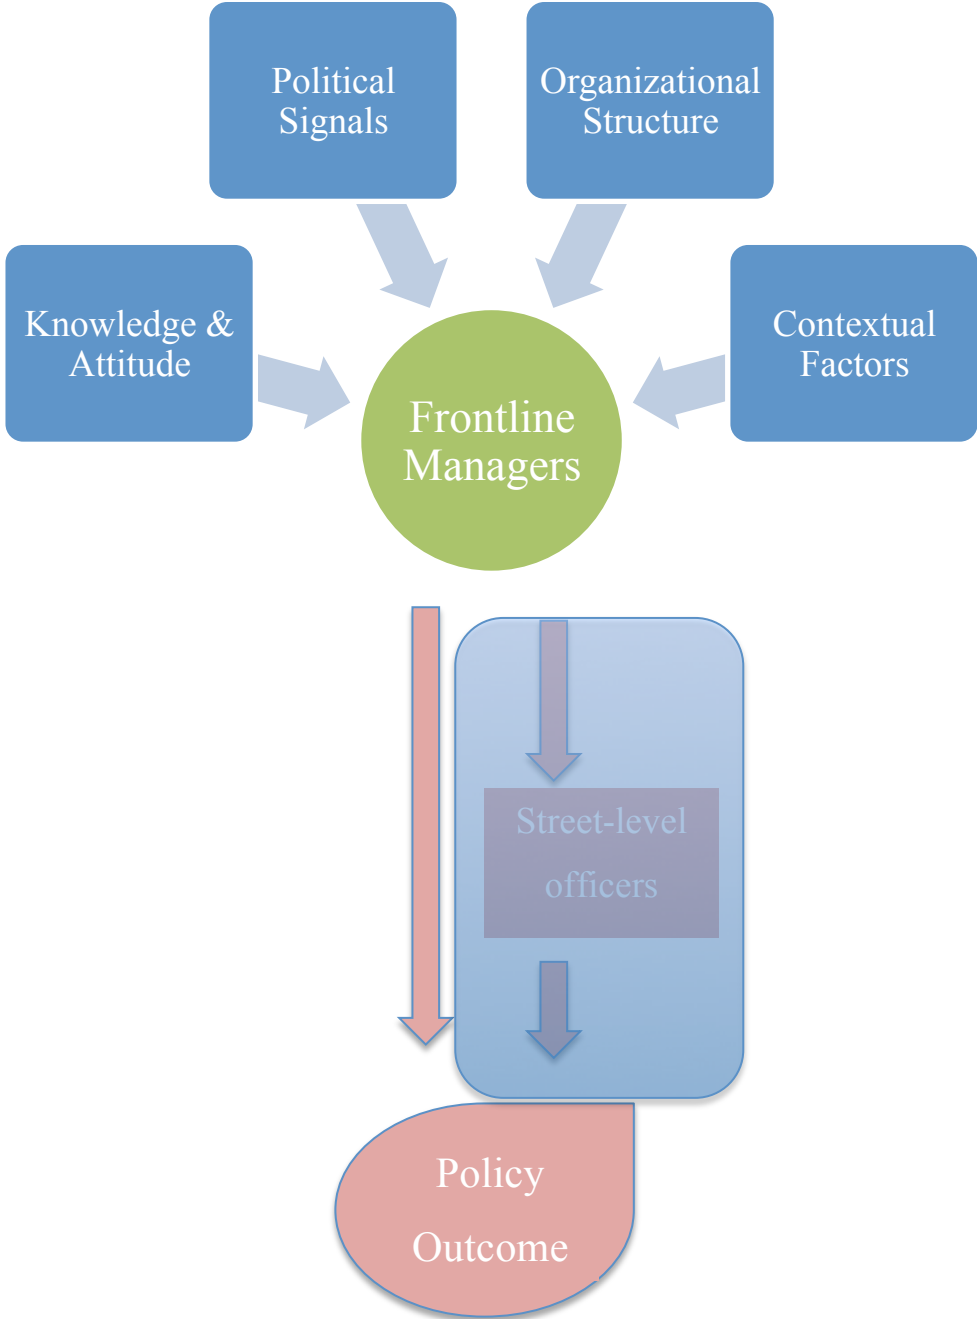 Political
Signals
Organizational
Structure
Knowledge &
Attitude
Contextual
Factors
Frontline
Managers
Street-level
officers
Policy
Outcome